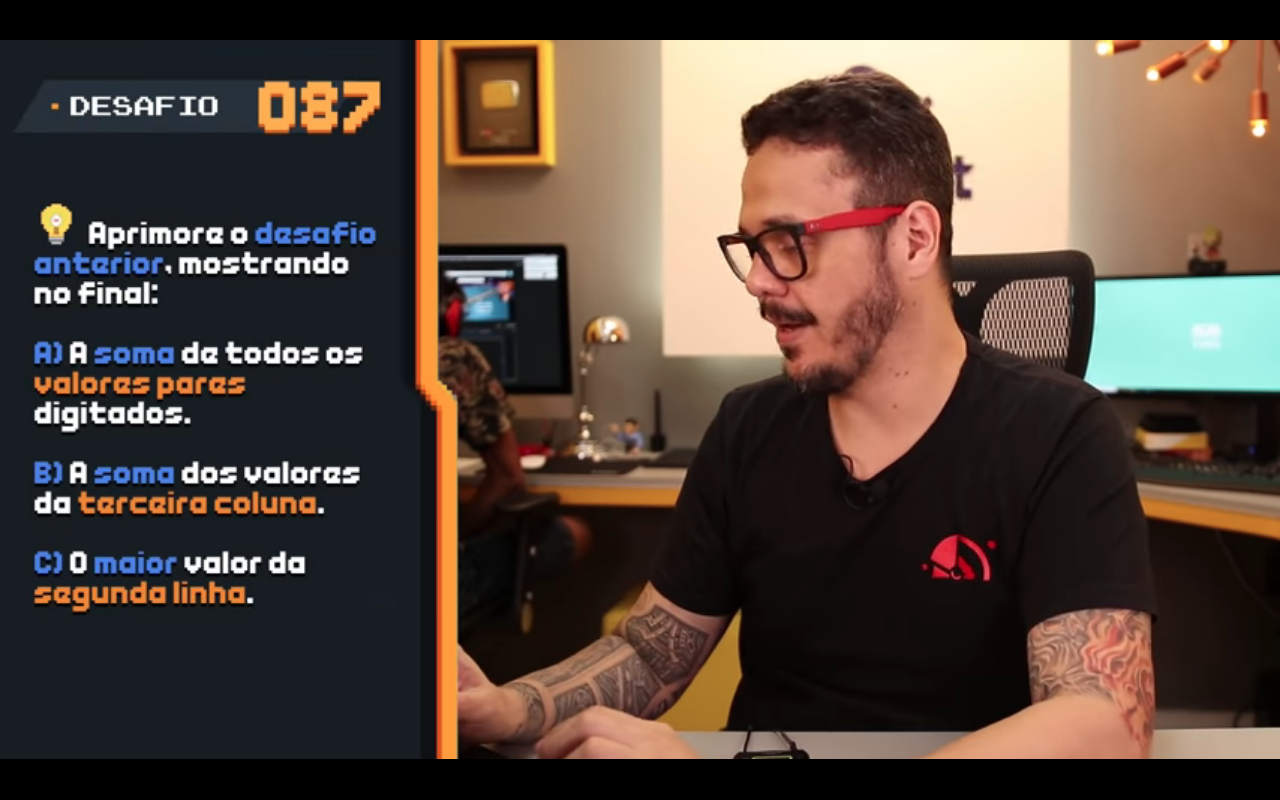 DESAFIO 087
Aprimore o desafio
anterior, mostrando
no final:
A) A soma de todos os
valores pares
digitados.
B) A soma dos valores
da terceira coluna.
C) O maior valor da
segunda linha.
t